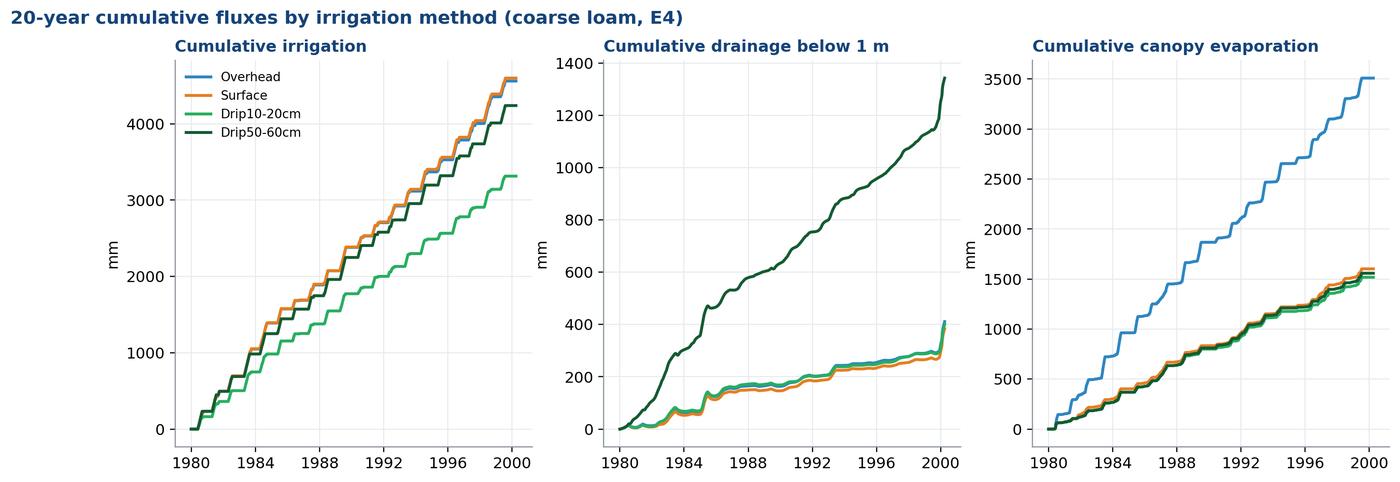 20-year cumulative fluxes by irrigation method (coarse loam, E4)
Cumulative irrigation
Overhead
Surface
Drip10-20cm
Drip50-60cm
mm
4000
3000
2000
1000
0
1980 1984 1988 1992 1996 2000
Cumulative drainage below 1 m
mm
1400
1200
1000
800
600
400
200
0
1980 1984 1988 1992 1996 2000
Cumulative canopy evaporation
mm
3500
3000
2500
2000
1500
1000
500
0
1980 1984 1988 1992 1996 2000